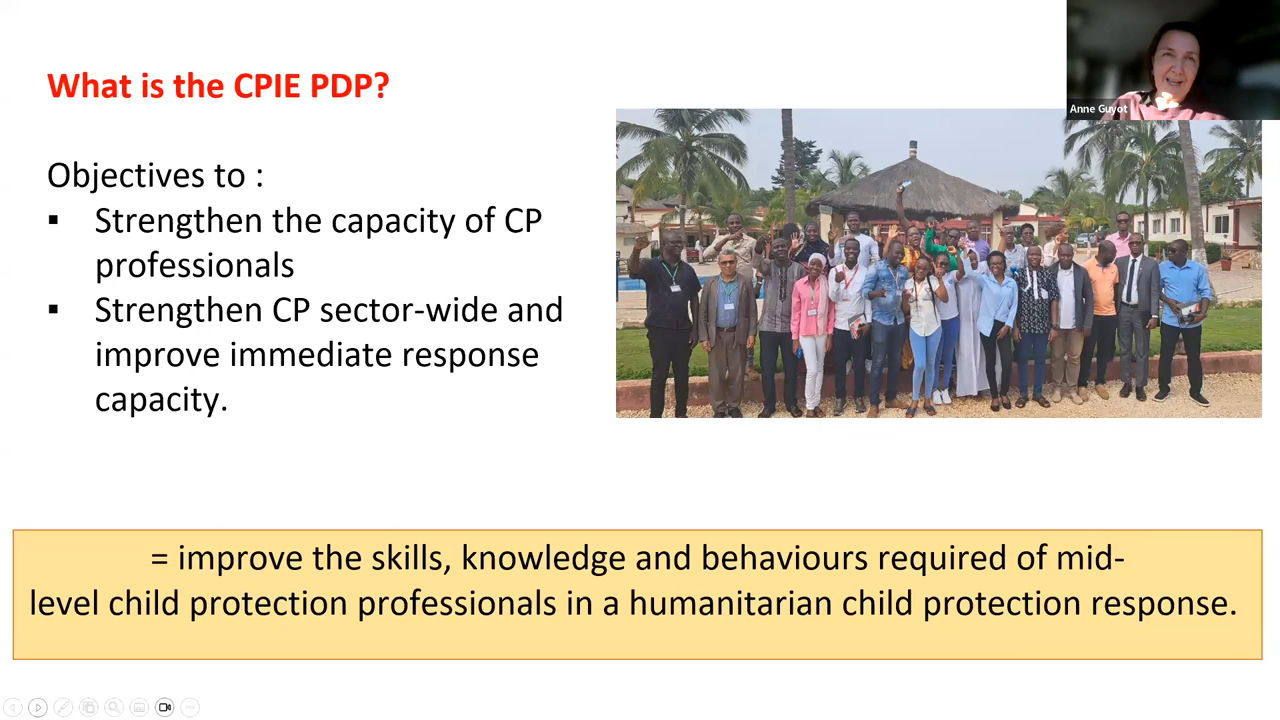 What is the CPIE PDP?
Anne Guyot
Objectives to :
▪ Strengthen the capacity of CP
professionals
▪ Strengthen CP sector-wide and
improve immediate response
capacity.
= improve the skills, knowledge and behaviours required of mid-
level child protection professionals in a humanitarian child protection response.